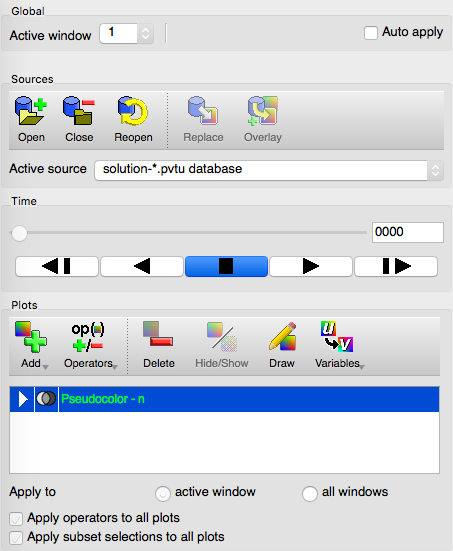 Global
Active window 1 Auto apply
Sources
Open Close Reopen Replace Overlay
Active source solution-*.pvtu database
Time
0000
Plots
op()
+/-
u
v
Add Operators Delete Hide/Show Draw Variables
Pseudocolor - n
Apply to active window all windows
Apply operators to all plots
Apply subset selections to all plots